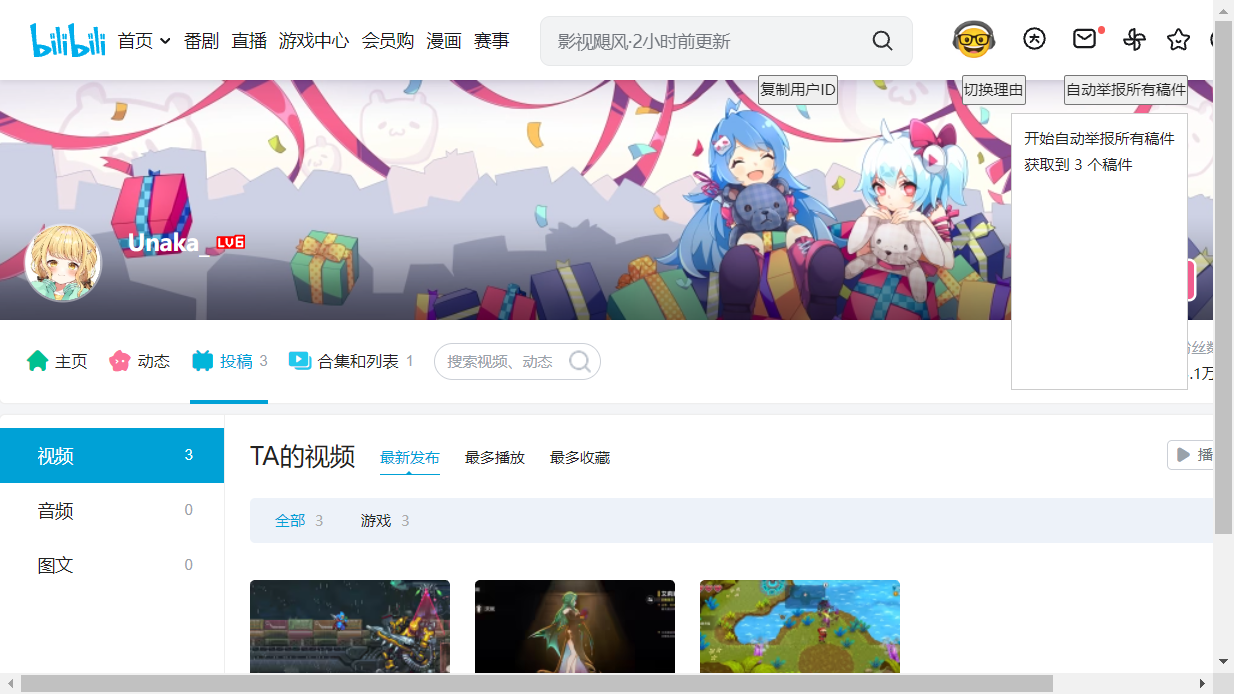 bilibili 首页 番剧 直播 游戏中心 会员购 漫画 赛事 影视飓风·2小时前更新
复制用户ID 切换理由 自动举报所有稿件
开始自动举报所有稿件
获取到 3 个稿件
Unaka_ LV6
主页 动态 投稿 3 合集和列表 1 搜索视频、动态
.1万
视频 3
音频 0
图文 0
TA的视频 最新发布 最多播放 最多收藏 播
全部 3 游戏 3